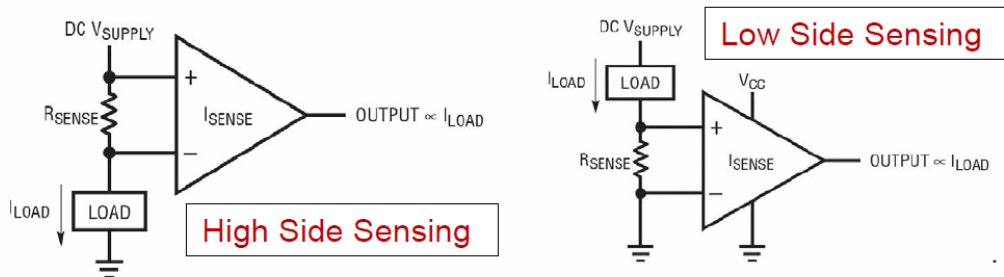 DC VSUPPLY
+
RSENSE
ISENSE
OUTPUT ∝ ILOAD
−
ILOAD
LOAD
High Side Sensing
DC VSUPPLY
Low Side Sensing
ILOAD
LOAD
VCC
+
RSENSE
ISENSE
OUTPUT ∝ ILOAD
−
.